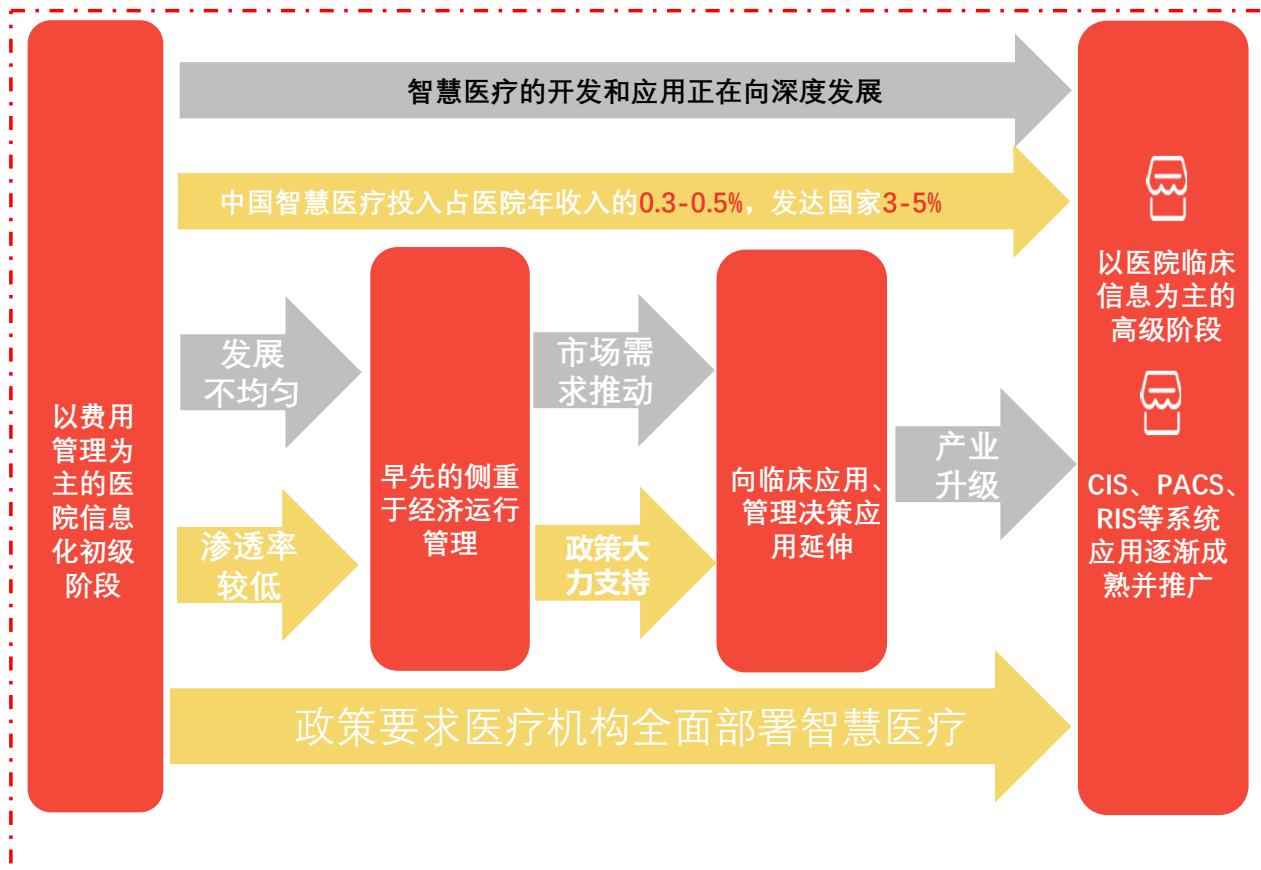 智慧医疗的开发和应用正在向深度发展
中国智慧医疗投入占医院年收入的0.3-0.5%，发达国家3-5%
以费用
管理为
主的医
院信息
化初级
阶段
发展
不均匀
渗透率
较低
早先的侧重
于经济运行
管理
市场需
求推动
政策大
力支持
向临床应用、
管理决策应
用延伸
产业
升级
以医院临床
信息为主的
高级阶段
CIS、PACS、
RIS等系统
应用逐渐成
熟并推广
政策要求医疗机构全面部署智慧医疗